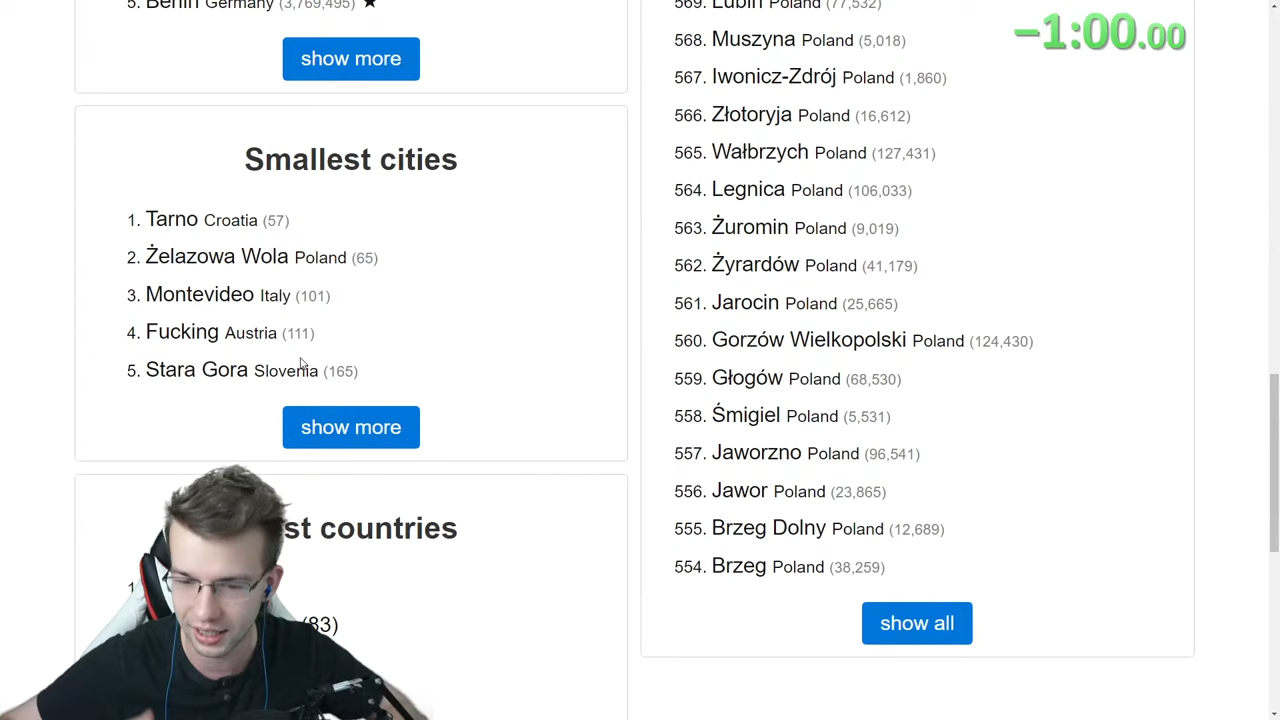 5. Berlin Germany (3,769,495) ★
show more
Smallest cities
1. Tarno Croatia (57)
2. Żelazowa Wola Poland (65)
3. Montevideo Italy (101)
4. Fucking Austria (111)
5. Stara Gora Slovenia (165)
show more
st countries
(83)
569. Lubin Poland (77,532)
568. Muszyna Poland (5,018)
567. Iwonicz-Zdrój Poland (1,860)
566. Złotoryja Poland (16,612)
565. Wałbrzych Poland (127,431)
564. Legnica Poland (106,033)
563. Żuromin Poland (9,019)
562. Żyrardów Poland (41,179)
561. Jarocin Poland (25,665)
560. Gorzów Wielkopolski Poland (124,430)
559. Głogów Poland (68,530)
558. Śmigiel Poland (5,531)
557. Jaworzno Poland (96,541)
556. Jawor Poland (23,865)
555. Brzeg Dolny Poland (12,689)
554. Brzeg Poland (38,259)
show all
−1:00.00